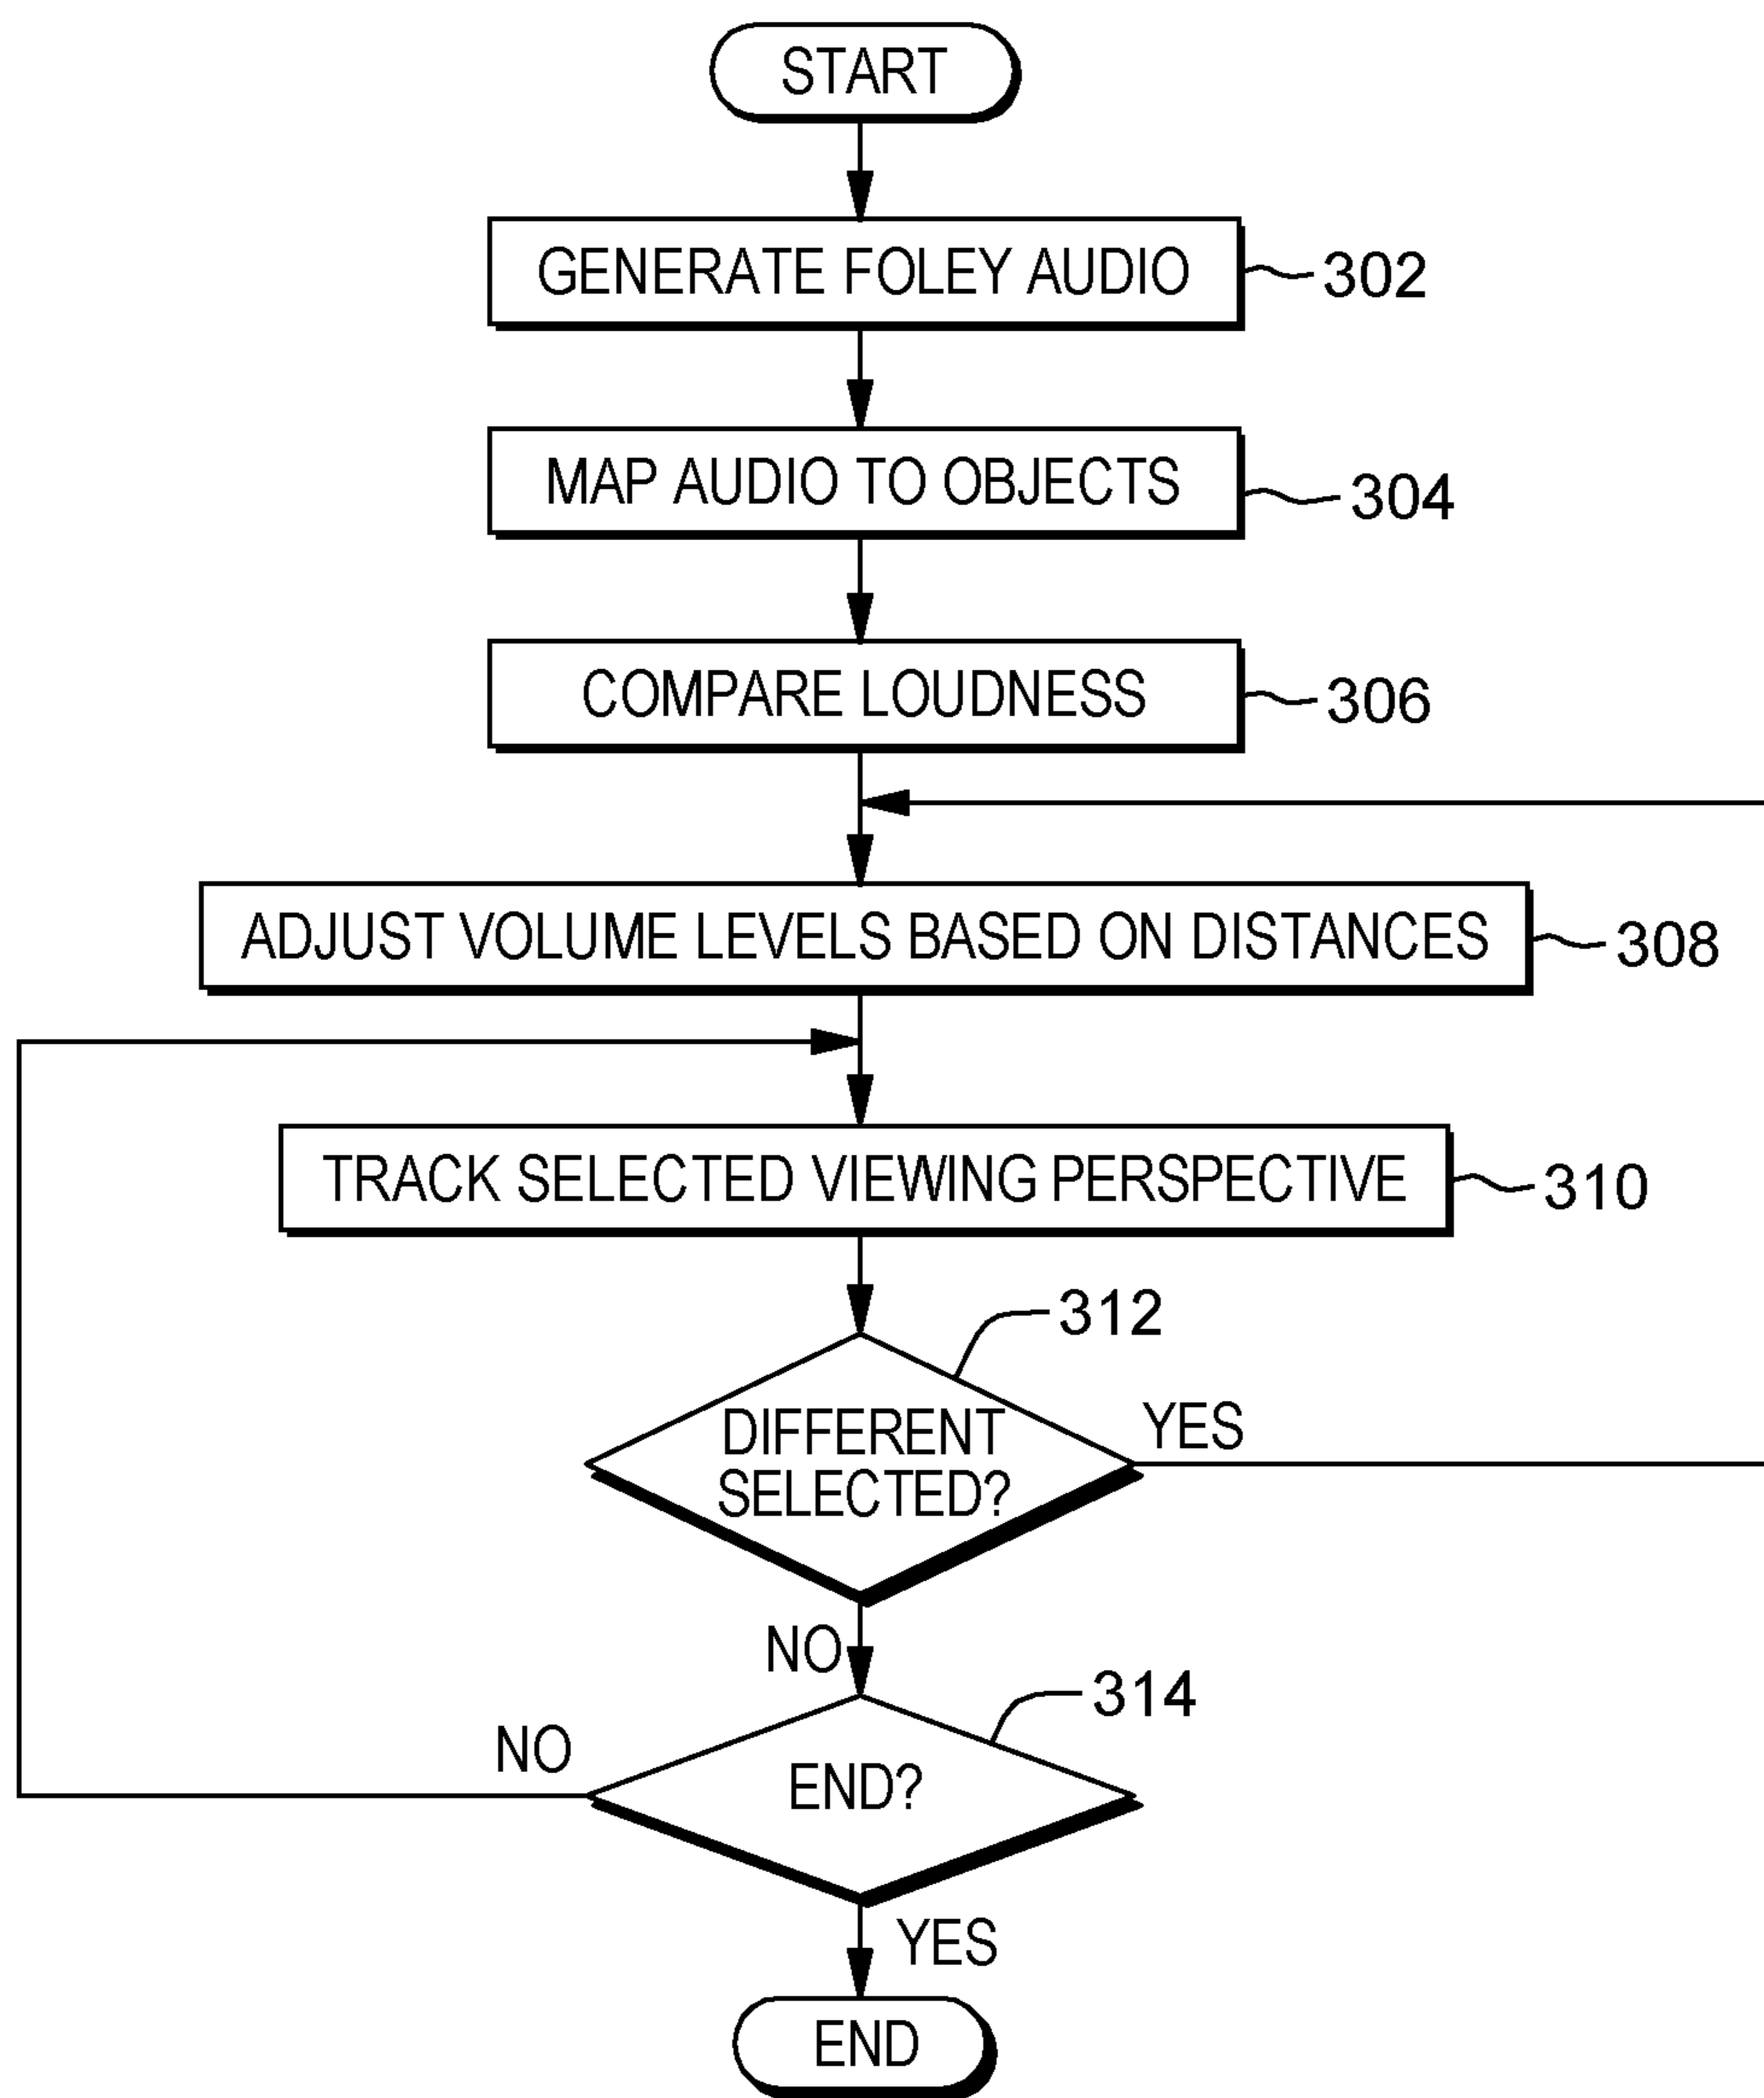 START
GENERATE FOLEY AUDIO
302
MAP AUDIO TO OBJECTS
304
COMPARE LOUDNESS
306
ADJUST VOLUME LEVELS BASED ON DISTANCES
308
TRACK SELECTED VIEWING PERSPECTIVE
310
312
DIFFERENT
SELECTED?
YES
NO
314
END?
NO
YES
END